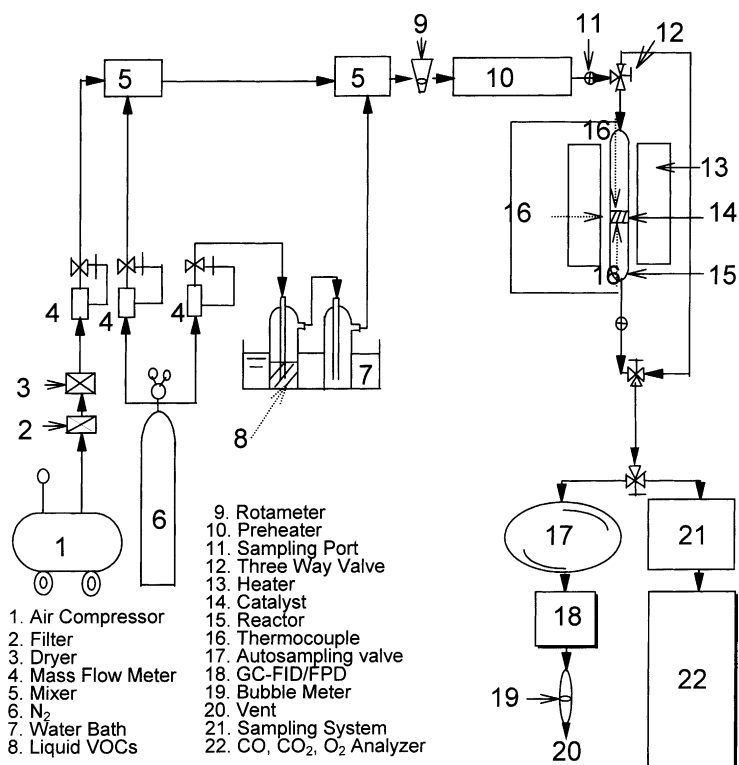 9
11
12
5
5
10
16
13
16
14
4
4
4
16
15
3
7
2
8
6
1
17
21
9. Rotameter
10. Preheater
11. Sampling Port
12. Three Way Valve
13. Heater
14. Catalyst
15. Reactor
16. Thermocouple
17. Autosampling valve
18. GC-FID/FPD
19. Bubble Meter
20. Vent
21. Sampling System
22. CO, CO₂, O₂ Analyzer
1. Air Compressor
2. Filter
3. Dryer
4. Mass Flow Meter
5. Mixer
6. N₂
7. Water Bath
8. Liquid VOCs
18
22
19
20